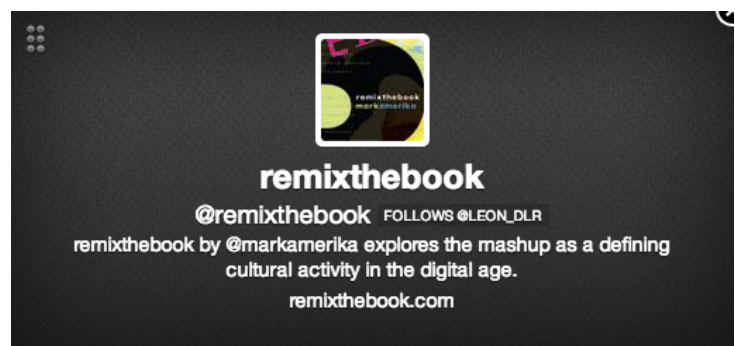 remixthebook
markamerika
remixthebook
@remixthebook FOLLOWS @LEON_DLR
remixthebook by @markamerika explores the mashup as a defining
cultural activity in the digital age.
remixthebook.com